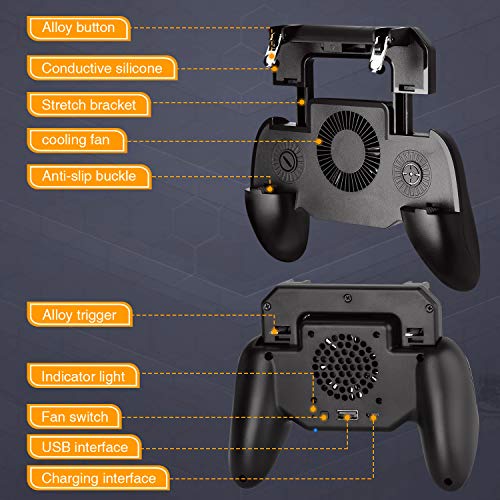 Alloy button
Conductive silicone
Stretch bracket
cooling fan
Anti-slip buckle
Alloy trigger
Indicator light
Fan switch
USB interface
Charging interface